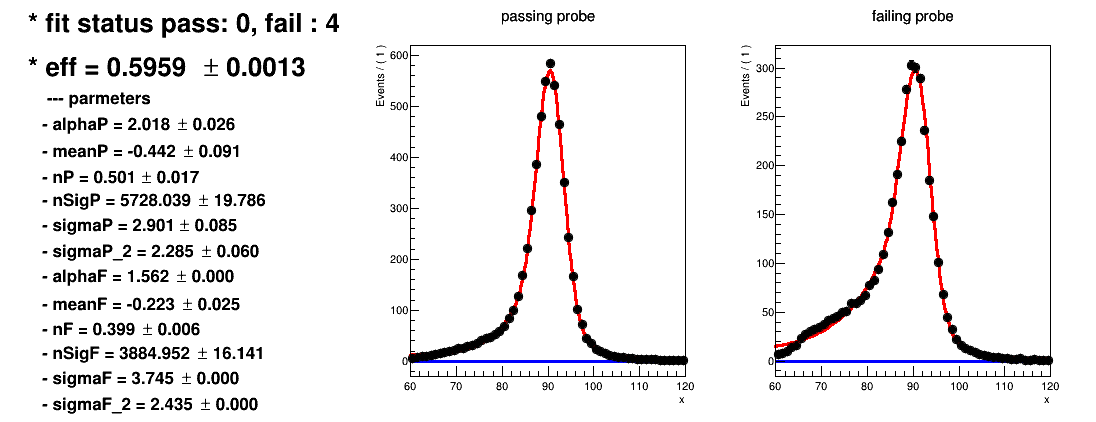 * fit status pass: 0, fail : 4
* eff = 0.5959 ± 0.0013
--- parmeters
- alphaP = 2.018 ± 0.026
- meanP = -0.442 ± 0.091
- nP = 0.501 ± 0.017
- nSigP = 5728.039 ± 19.786
- sigmaP = 2.901 ± 0.085
- sigmaP_2 = 2.285 ± 0.060
- alphaF = 1.562 ± 0.000
- meanF = -0.223 ± 0.025
- nF = 0.399 ± 0.006
- nSigF = 3884.952 ± 16.141
- sigmaF = 3.745 ± 0.000
- sigmaF_2 = 2.435 ± 0.000
passing probe
Events / ( 1 )
600
500
400
300
200
100
0
60 70 80 90 100 110 120
x
failing probe
Events / ( 1 )
300
250
200
150
100
50
0
60 70 80 90 100 110 120
x